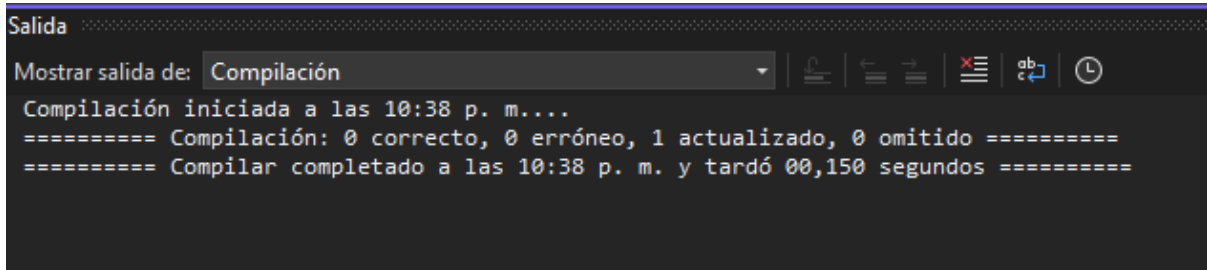 Salida
Mostrar salida de: Compilación
Compilación iniciada a las 10:38 p. m....
========== Compilación: 0 correcto, 0 erróneo, 1 actualizado, 0 omitido ==========
========== Compilar completado a las 10:38 p. m. y tardó 00,150 segundos ==========